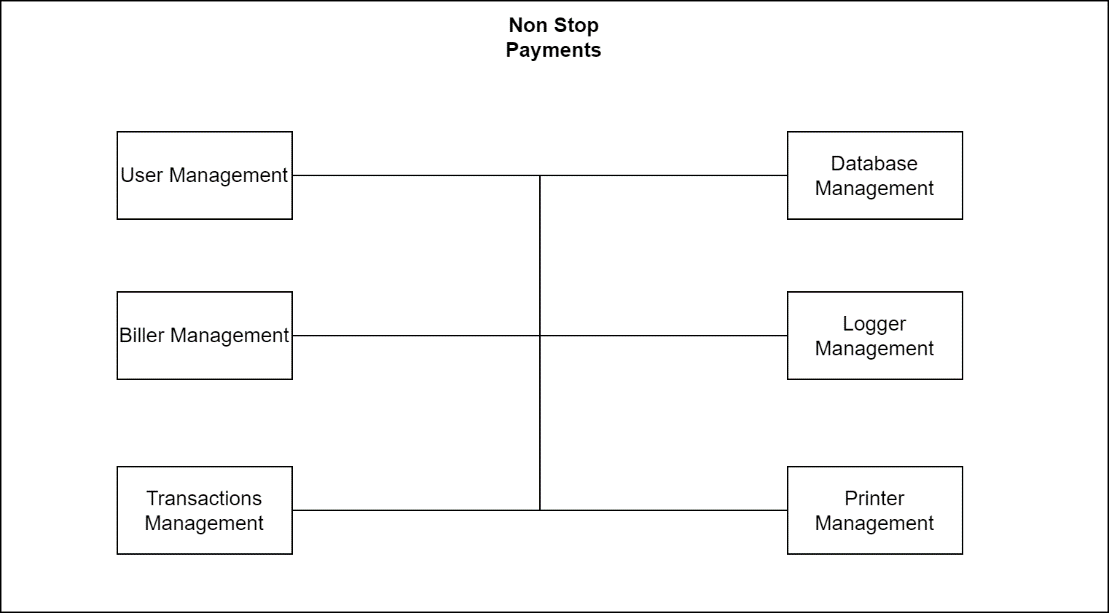 Non Stop
Payments
User Management
Database
Management
Biller Management
Logger
Management
Transactions
Management
Printer
Management